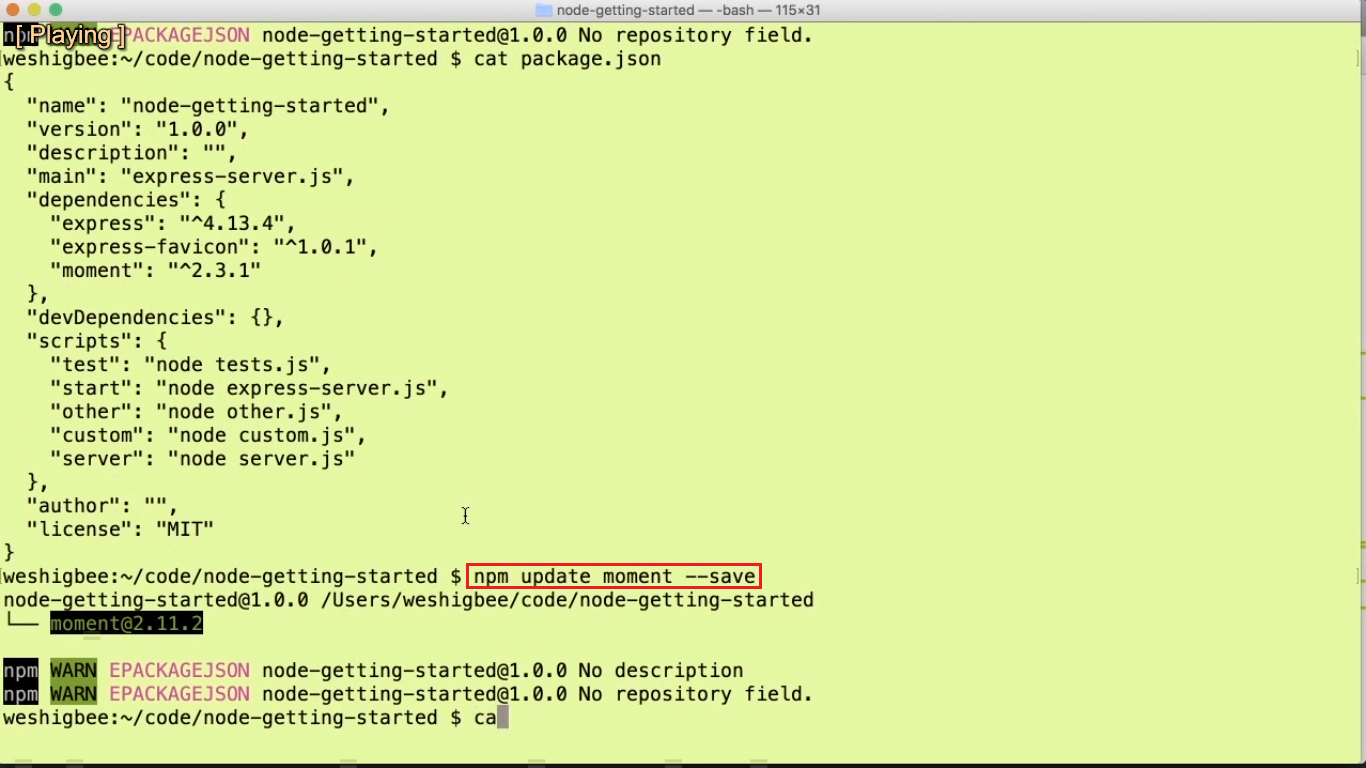 node-getting-started — -bash — 115×31
[ Playing ]
npm WARN EPACKAGEJSON node-getting-started@1.0.0 No repository field.
weshigbee:~/code/node-getting-started $ cat package.json
{
  "name": "node-getting-started",
  "version": "1.0.0",
  "description": "",
  "main": "express-server.js",
  "dependencies": {
    "express": "^4.13.4",
    "express-favicon": "^1.0.1",
    "moment": "^2.3.1"
  },
  "devDependencies": {},
  "scripts": {
    "test": "node tests.js",
    "start": "node express-server.js",
    "other": "node other.js",
    "custom": "node custom.js",
    "server": "node server.js"
  },
  "author": "",
  "license": "MIT"
}
weshigbee:~/code/node-getting-started $ npm update moment --save
node-getting-started@1.0.0 /Users/weshigbee/code/node-getting-started
└── moment@2.11.2
npm WARN EPACKAGEJSON node-getting-started@1.0.0 No description
npm WARN EPACKAGEJSON node-getting-started@1.0.0 No repository field.
weshigbee:~/code/node-getting-started $ ca